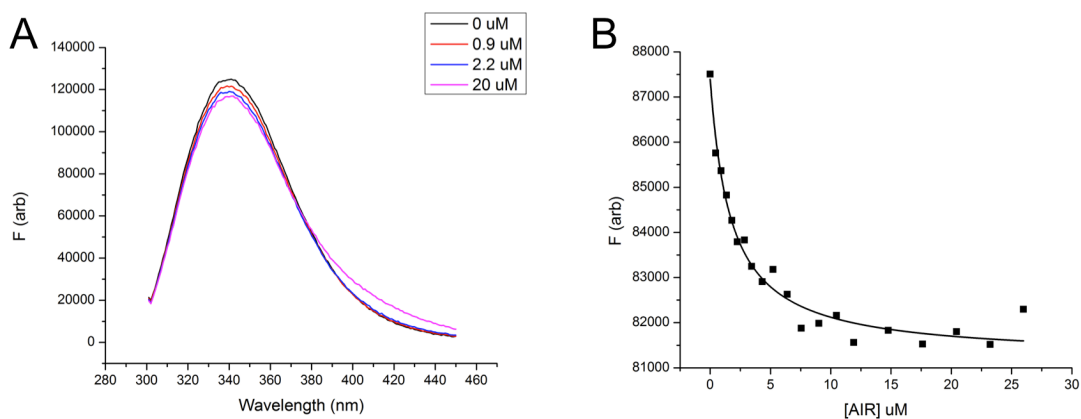 A
0 uM
0.9 uM
2.2 uM
20 uM
140000
120000
100000
80000
60000
40000
20000
0
F (arb)
280 300 320 340 360 380 400 420 440 460
Wavelength (nm)
B
88000
87000
86000
85000
84000
83000
82000
81000
F (arb)
0 5 10 15 20 25 30
[AIR] uM